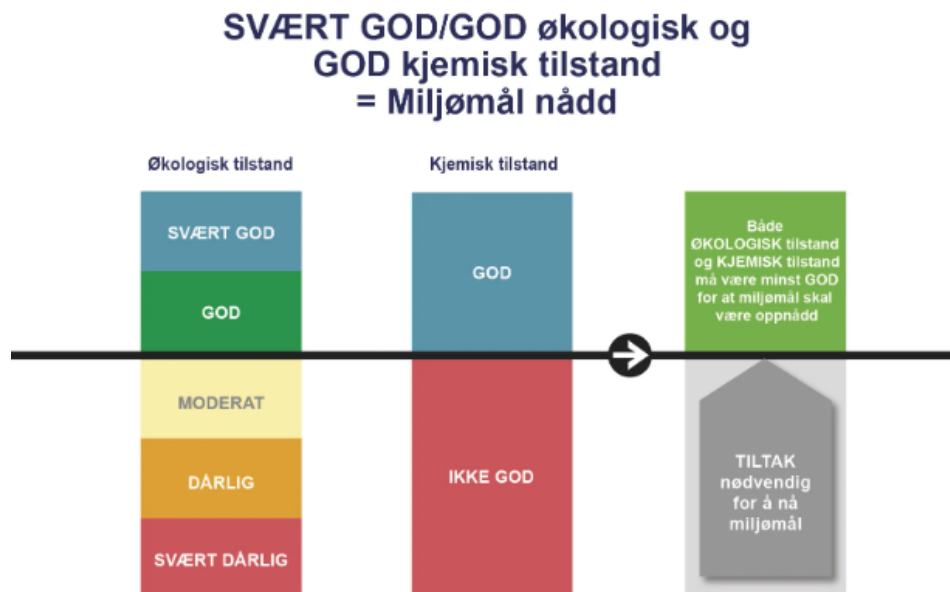 SVÆRT GOD/GOD økologisk og
GOD kjemisk tilstand
= Miljømål nådd
Økologisk tilstand
SVÆRT GOD
GOD
MODERAT
DÅRLIG
SVÆRT DÅRLIG
Kjemisk tilstand
GOD
IKKE GOD
Både
ØKOLOGISK tilstand
og KJEMISK tilstand
må være minst GOD
for at miljømål skal
være oppnådd
TILTAK
nødvendig
for å nå
miljømål